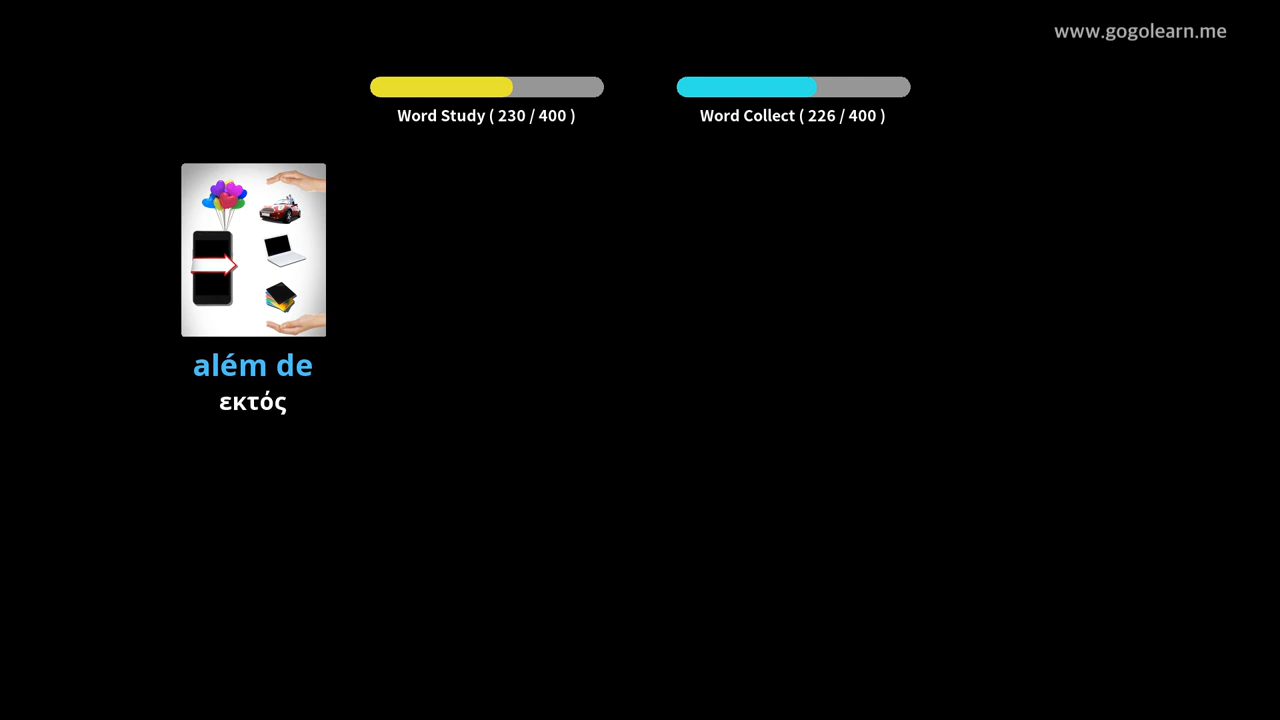 www.gogolearn.me
Word Study ( 230 / 400 )
Word Collect ( 226 / 400 )
além de
εκτός